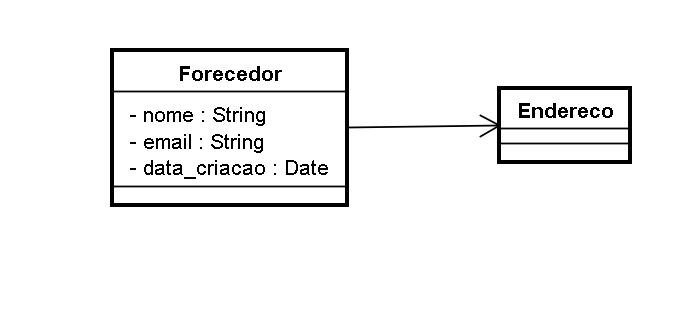 Forecedor
- nome : String
- email : String
- data_criacao : Date
Endereco